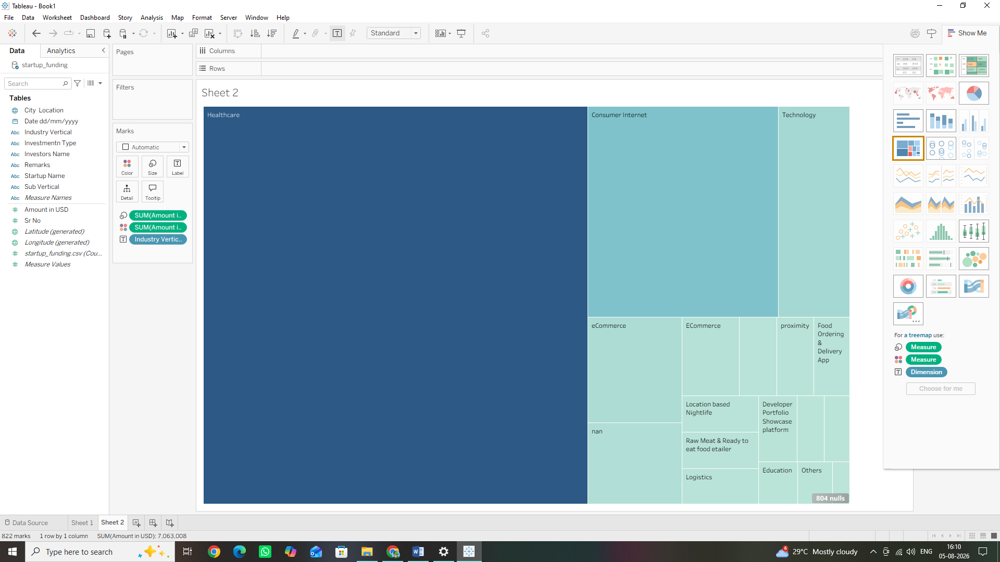 Tableau - Book1
File Data Worksheet Dashboard Story Analysis Map Format Server Window Help
Standard
Show Me
Data Analytics
startup_funding
Search
Tables
City Location
Date dd/mm/yyyy
Abc Industry Vertical
Abc Investmentn Type
Abc Investors Name
Abc Remarks
Abc Startup Name
Abc Sub Vertical
Abc Measure Names
Amount in USD
Sr No
Latitude (generated)
Longitude (generated)
startup_funding.csv (Cou...
Measure Values
Pages
Filters
Marks
Automatic
Color Size Label
Detail Tooltip
SUM(Amount i..
SUM(Amount i..
Industry Vertic..
Columns
Rows
Sheet 2
Healthcare
Consumer Internet
Technology
eCommerce
ECommerce
proximity
Food
Ordering
&
Delivery
App
Location based
Nightlife
Developer
Portfolio
Showcase
platform
nan
Raw Meat & Ready to
eat food etailer
Logistics
Education
Others
804 nulls
For a treemap use:
Measure
Measure
Dimension
Choose for me
Data Source Sheet 1 Sheet 2
822 marks 1 row by 1 column SUM(Amount in USD): 7,063,008
Type here to search
6
29°C Mostly cloudy
ENG
16:10
05-08-2026